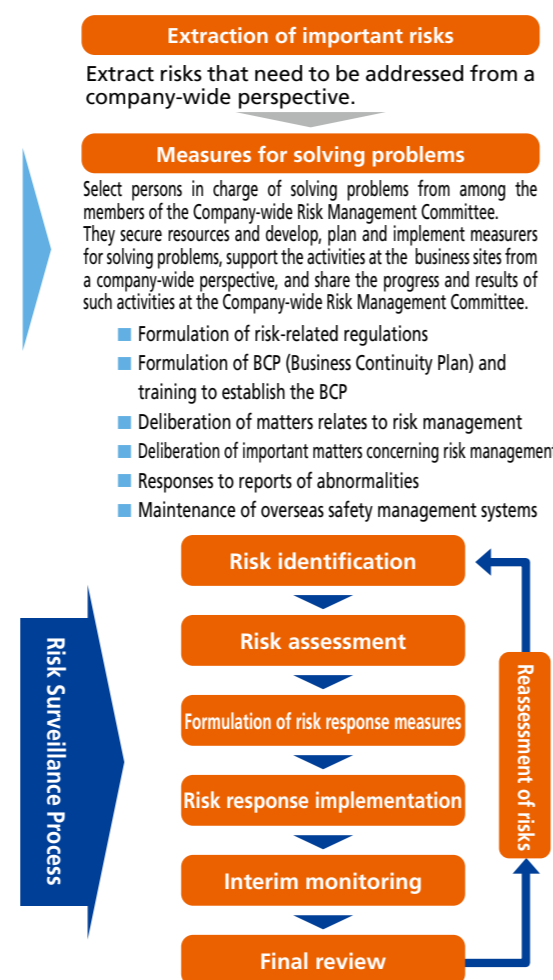 Extraction of important risks
Extract risks that need to be addressed from a
company-wide perspective.
Measures for solving problems
Select persons in charge of solving problems from among the
members of the Company-wide Risk Management Committee.
They secure resources and develop, plan and implement measurers
for solving problems, support the activities at the business sites from
a company-wide perspective, and share the progress and results of
such activities at the Company-wide Risk Management Committee.
Formulation of risk-related regulations
Formulation of BCP (Business Continuity Plan) and
training to establish the BCP
Deliberation of matters relates to risk management
Deliberation of important matters concerning risk management
Responses to reports of abnormalities
Maintenance of overseas safety management systems
Risk Surveillance Process
Risk identification
Risk assessment
Formulation of risk response measures
Risk response implementation
Interim monitoring
Final review
Reassessment of risks